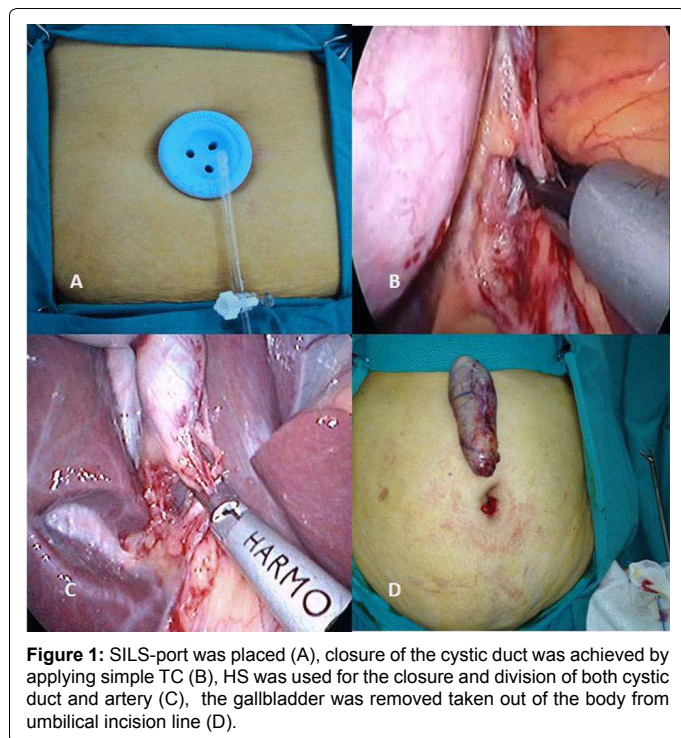 A
B
C
HARMO
D
Figure 1: SILS-port was placed (A), closure of the cystic duct was achieved by
applying simple TC (B), HS was used for the closure and division of both cystic
duct and artery (C), the gallbladder was removed taken out of the body from
umbilical incision line (D).